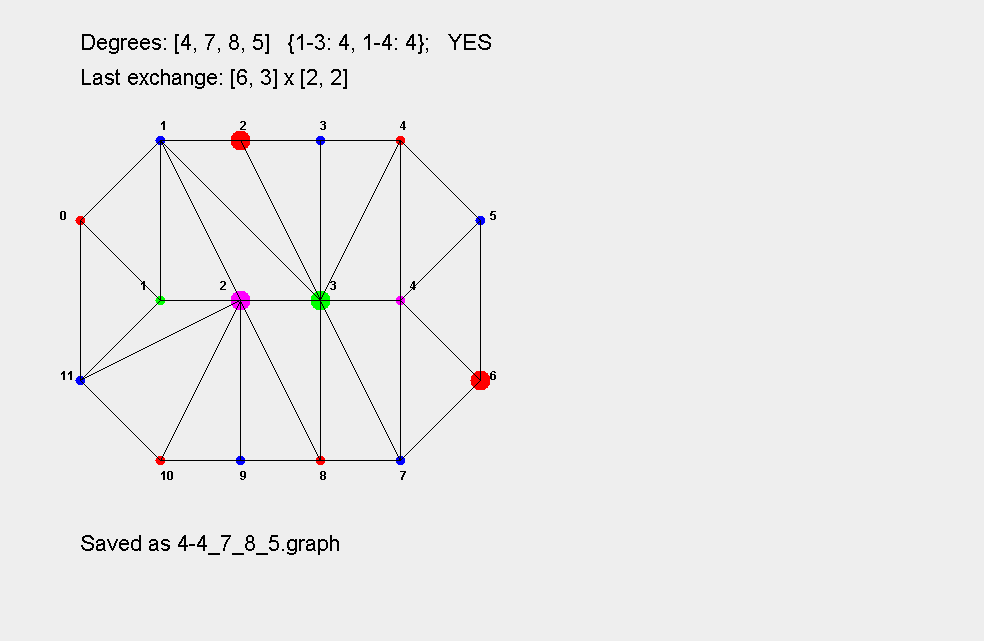 Degrees: [4, 7, 8, 5]   {1-3: 4, 1-4: 4};   YES
Last exchange: [6, 3] x [2, 2]
1 2 3 4
0 5
1 2 3 4
11 6
10 9 8 7
Saved as 4-4_7_8_5.graph